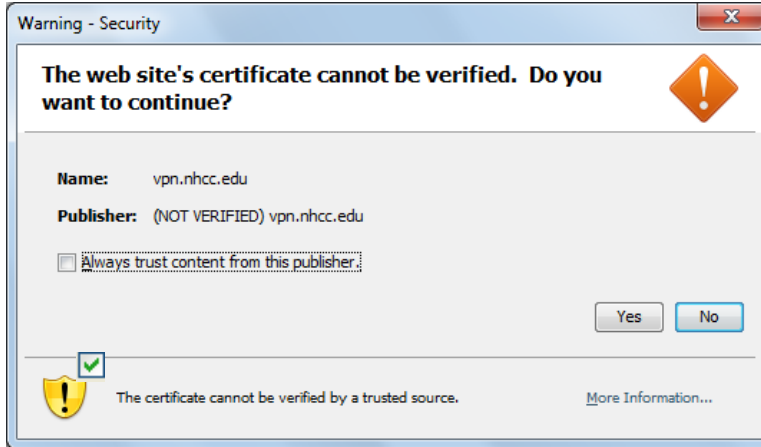 Warning - Security
The web site's certificate cannot be verified. Do you
want to continue?
Name: vpn.nhcc.edu
Publisher: (NOT VERIFIED) vpn.nhcc.edu
Always trust content from this publisher.
Yes No
The certificate cannot be verified by a trusted source. More Information...